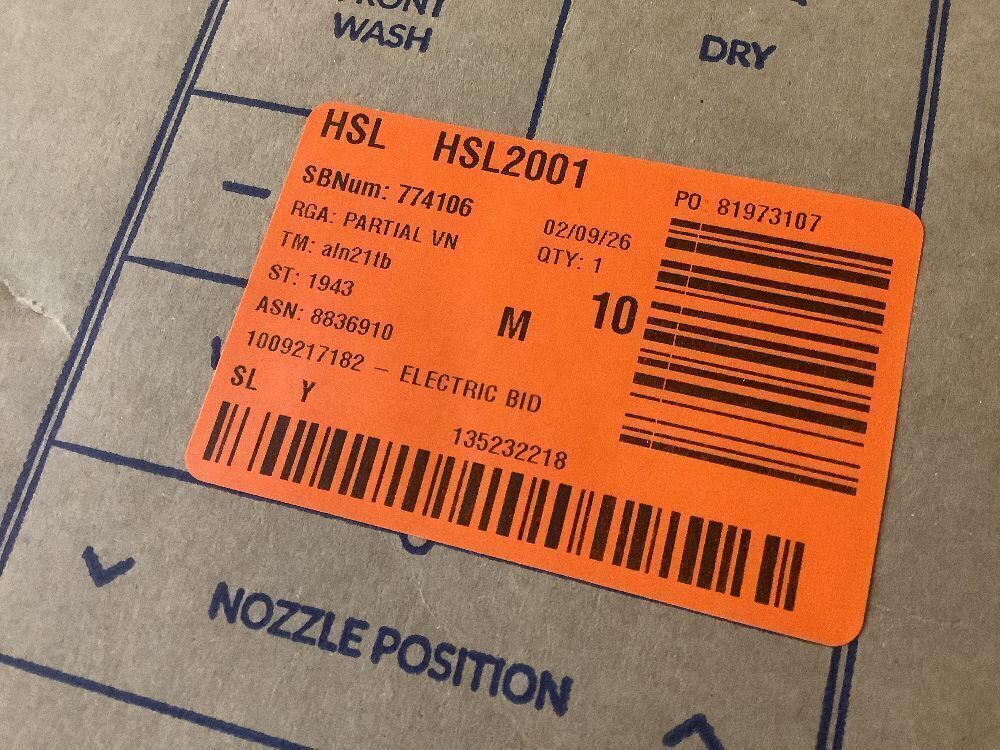 WASH
DRY
HSL HSL2001
SBNum: 774106
PO: 81973107
RGA: PARTIAL VN
02/09/26
TM: aln21tb
QTY: 1
ST: 1943
M 10
ASN: 8836910
1009217182 – ELECTRIC BID
SL Y
135232218
NOZZLE POSITION